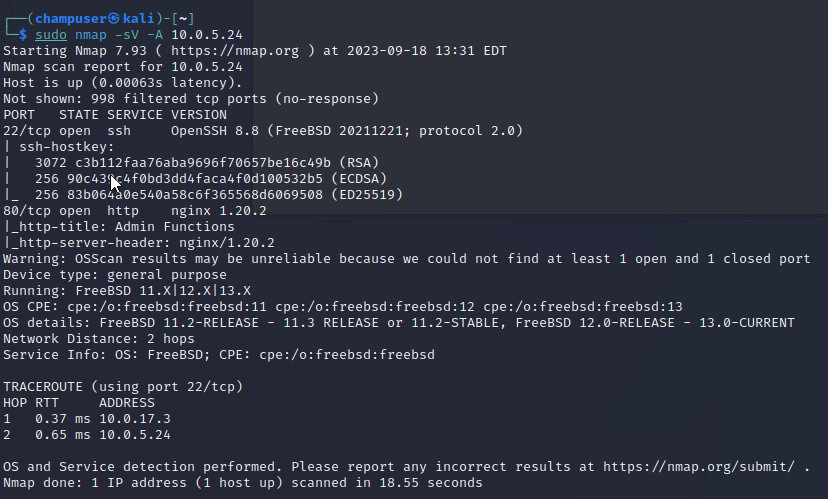 ┌──(champuser㉿kali)-[~]
└─$ sudo nmap -sV -A 10.0.5.24
Starting Nmap 7.93 ( https://nmap.org ) at 2023-09-18 13:31 EDT
Nmap scan report for 10.0.5.24
Host is up (0.00063s latency).
Not shown: 998 filtered tcp ports (no-response)
PORT   STATE SERVICE VERSION
22/tcp open  ssh     OpenSSH 8.8 (FreeBSD 20211221; protocol 2.0)
| ssh-hostkey:
|   3072 c3b112faa76aba9696f70657be16c49b (RSA)
|   256 (ECDSA)
|_  256 83b064a0e540a58c6f365568d6069508 (ED25519)
80/tcp open  http    nginx 1.20.2
|_http-title: Admin Functions
|_http-server-header: nginx/1.20.2
Warning: OSScan results may be unreliable because we could not find at least 1 open and 1 closed port
Device type: general purpose
Running: FreeBSD 11.X|12.X|13.X
OS CPE: cpe:/o:freebsd:freebsd:11 cpe:/o:freebsd:freebsd:12 cpe:/o:freebsd:freebsd:13
OS details: FreeBSD 11.2-RELEASE - 11.3 RELEASE or 11.2-STABLE, FreeBSD 12.0-RELEASE - 13.0-CURRENT
Network Distance: 2 hops
Service Info: OS: FreeBSD; CPE: cpe:/o:freebsd:freebsd
TRACEROUTE (using port 22/tcp)
HOP RTT     ADDRESS
1   0.37 ms 10.0.17.3
2   0.65 ms 10.0.5.24
OS and Service detection performed. Please report any incorrect results at https://nmap.org/submit/ .
Nmap done: 1 IP address (1 host up) scanned in 18.55 seconds